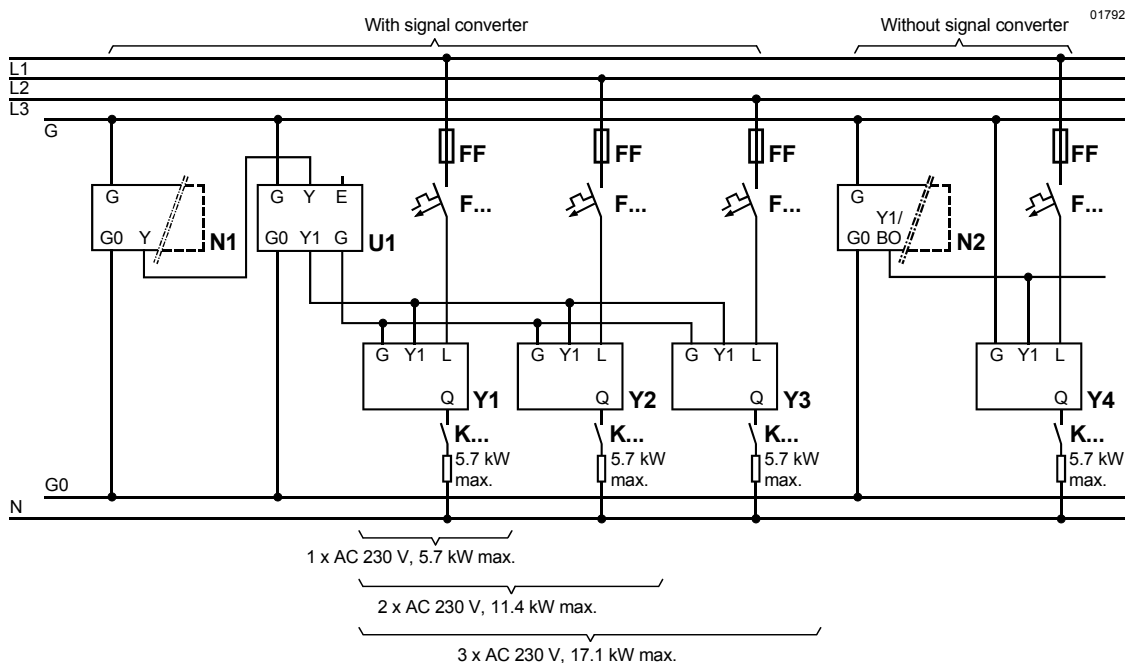 01792
With signal converter
Without signal converter
L1
L2
L3
G
FF
FF
FF
FF
F...
F...
F...
F...
G
G0 Y
N1
G Y E
G0 Y1 G
U1
G
Y1/
G0 BO
N2
G Y1 L
Q
Y1
G Y1 L
Q
Y2
G Y1 L
Q
Y3
G Y1 L
Q
Y4
K...
5.7 kW
max.
K...
5.7 kW
max.
K...
5.7 kW
max.
K...
5.7 kW
max.
G0
N
1 x AC 230 V, 5.7 kW max.
2 x AC 230 V, 11.4 kW max.
3 x AC 230 V, 17.1 kW max.